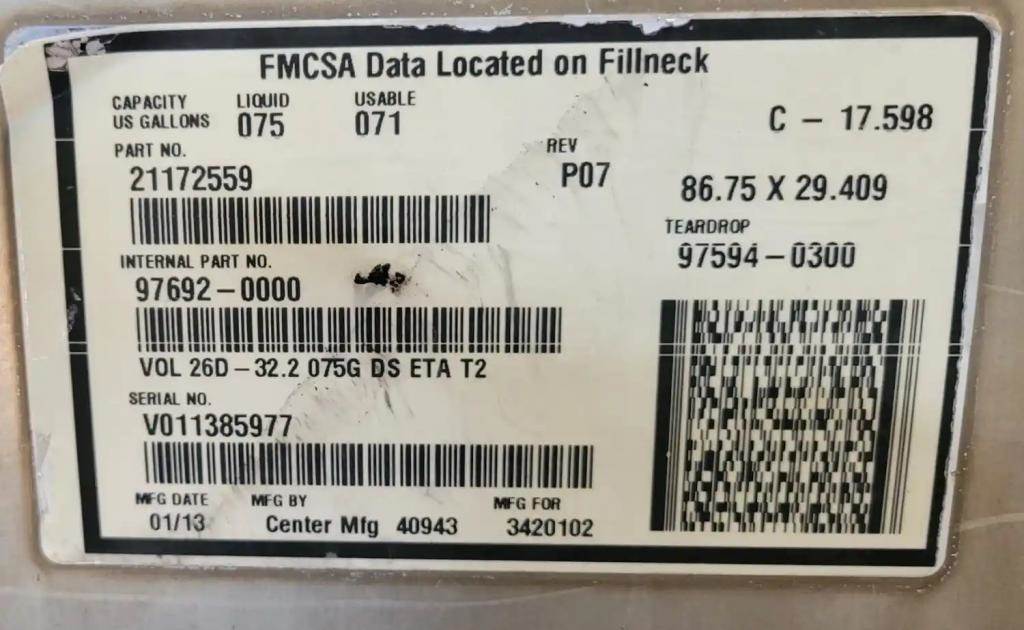 FMCSA Data Located on Fillneck
CAPACITY US GALLONS
LIQUID 075
USABLE 071
C – 17.598
PART NO.
21172559
REV
P07
86.75 X 29.409
TEARDROP
97594–0300
INTERNAL PART NO.
97692–0000
VOL 26D–32.2 075G DS ETA T2
SERIAL NO.
V011385977
MFG DATE
01/13
MFG BY
Center Mfg 40943
MFG FOR
3420102